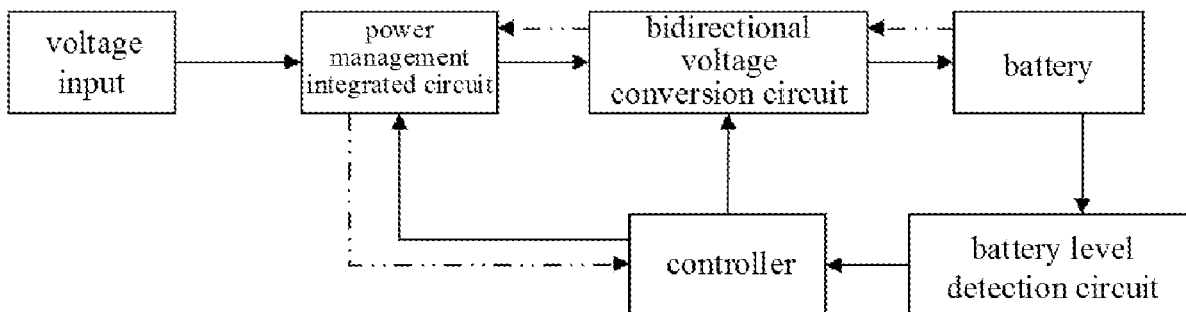 voltage
input
power
management
integrated circuit
bidirectional
voltage
conversion circuit
battery
controller
battery level
detection circuit